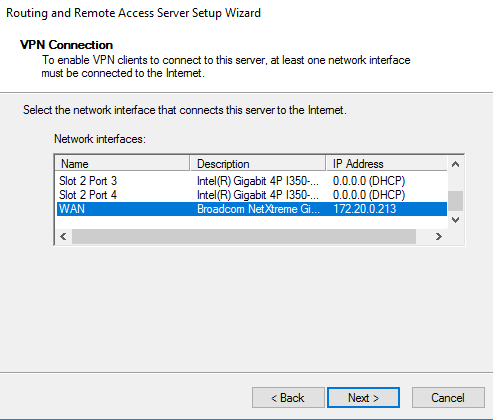 Routing and Remote Access Server Setup Wizard
VPN Connection
To enable VPN clients to connect to this server, at least one network interface
must be connected to the Internet.
Select the network interface that connects this server to the Internet.
Network interfaces:
Name Description IP Address
Slot 2 Port 3 Intel(R) Gigabit 4P I350-... 0.0.0.0 (DHCP)
Slot 2 Port 4 Intel(R) Gigabit 4P I350-... 0.0.0.0 (DHCP)
WAN Broadcom NetXtreme Gi... 172.20.0.213
< Back Next > Cancel